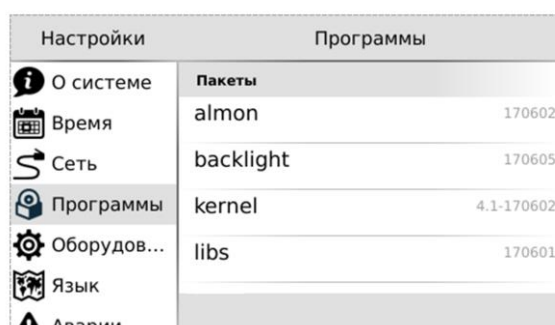 Настройки
Программы
О системе
Время
Сеть
Программы
Оборудов...
Язык
Аварии
Пакеты
almon 170602
backlight 170605
kernel 4.1-170602
libs 170601